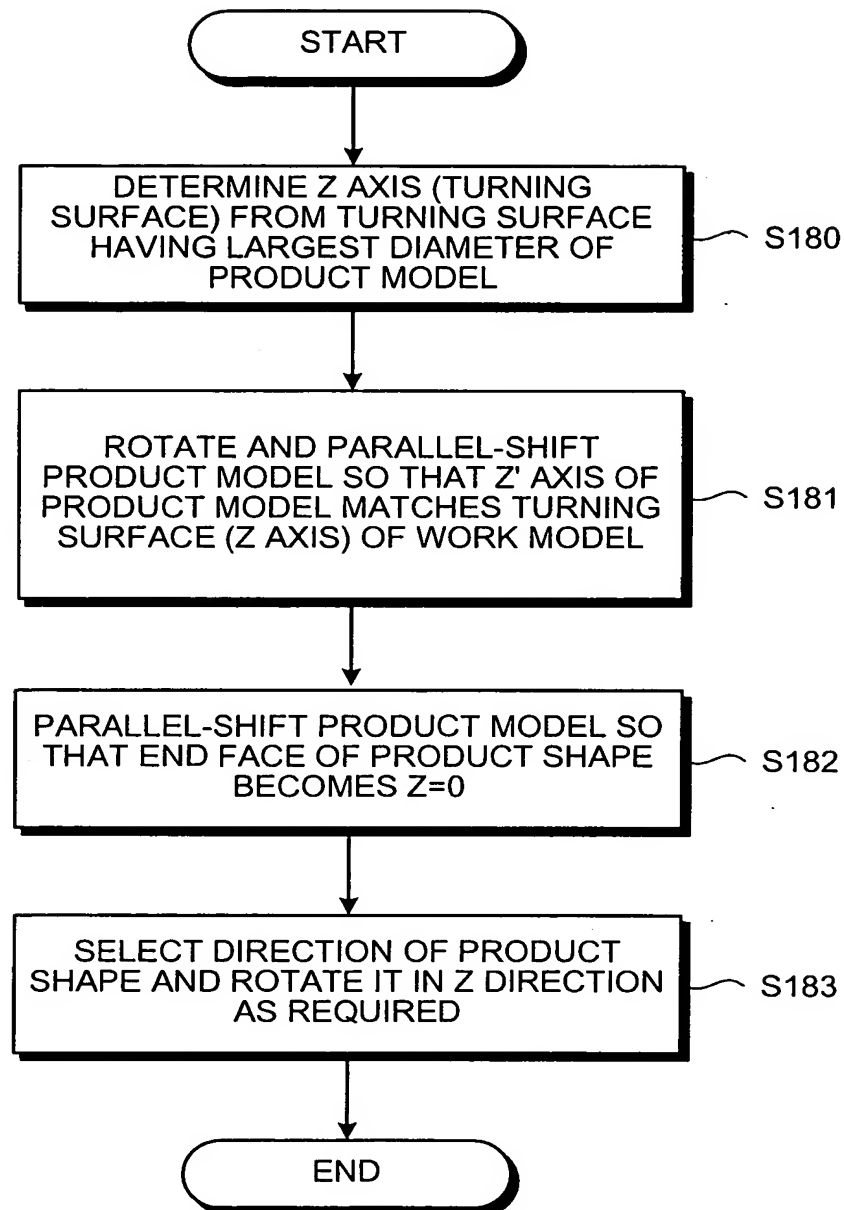 START
DETERMINE Z AXIS (TURNING
SURFACE) FROM TURNING SURFACE
HAVING LARGEST DIAMETER OF
PRODUCT MODEL
S180
ROTATE AND PARALLEL-SHIFT
PRODUCT MODEL SO THAT Z' AXIS OF
PRODUCT MODEL MATCHES TURNING
SURFACE (Z AXIS) OF WORK MODEL
S181
PARALLEL-SHIFT PRODUCT MODEL SO
THAT END FACE OF PRODUCT SHAPE
BECOMES Z=0
S182
SELECT DIRECTION OF PRODUCT
SHAPE AND ROTATE IT IN Z DIRECTION
AS REQUIRED
S183
END